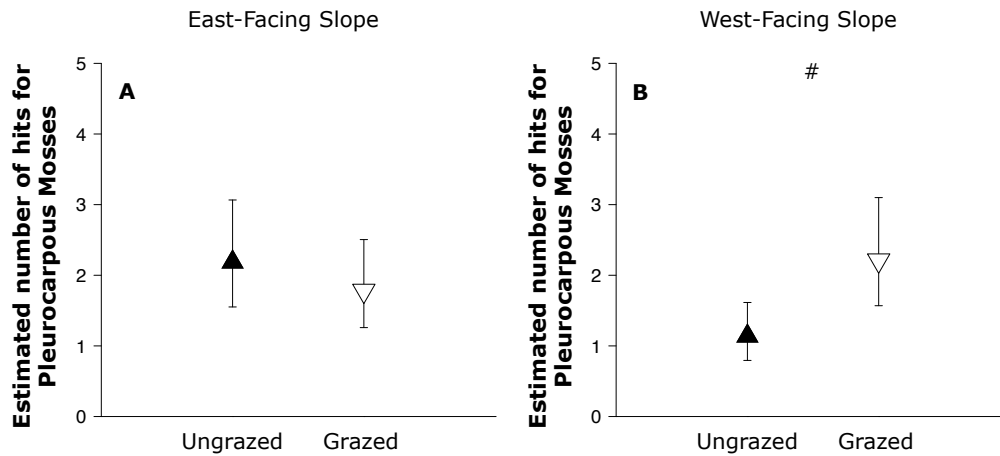 East-Facing Slope
A
Estimated number of hits for
Pleurocarpous Mosses
5
4
3
2
1
0
Ungrazed Grazed
West-Facing Slope
#
B
Estimated number of hits for
Pleurocarpous Mosses
5
4
3
2
1
0
Ungrazed Grazed